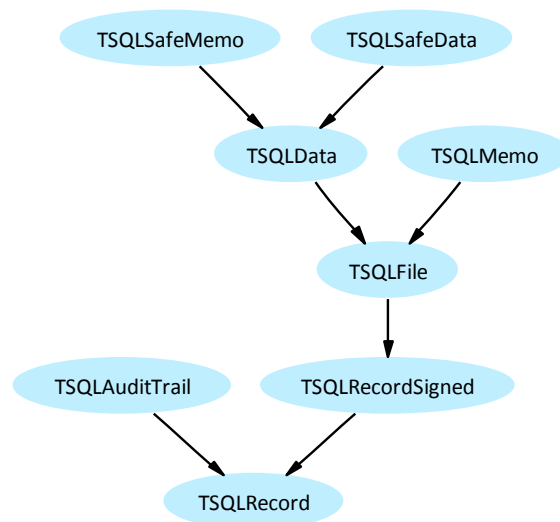 TSQLSafeMemo
TSQLSafeData
TSQLData
TSQLMemo
TSQLFile
TSQLAuditTrail
TSQLRecordSigned
TSQLRecord